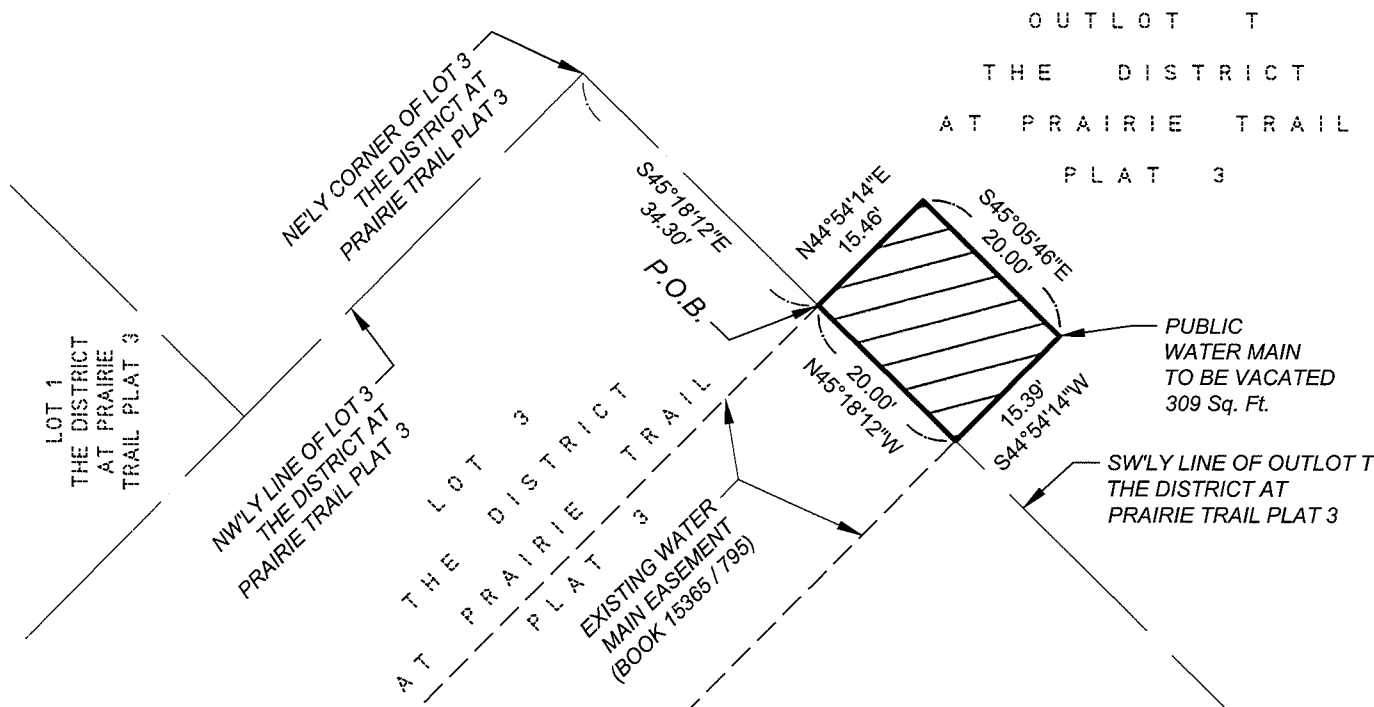 OUTLOT T
THE DISTRICT
AT PRAIRIE TRAIL
PLAT 3
NE'LY CORNER OF LOT 3
THE DISTRICT AT
PRAIRIE TRAIL PLAT 3
S45°18'12"E
34.30'
N44°54'14"E
15.46'
S45°05'46"E
20.00'
P.O.B.
PUBLIC
WATER MAIN
TO BE VACATED
309 Sq. Ft.
20.00'
N45°18'12"W
15.39'
S44°54'14"W
SW'LY LINE OF OUTLOT T
THE DISTRICT AT
PRAIRIE TRAIL PLAT 3
LOT 1
THE DISTRICT
AT PRAIRIE
TRAIL PLAT 3
NW'LY LINE OF LOT 3
THE DISTRICT AT
PRAIRIE TRAIL PLAT 3
LOT 3
THE DISTRICT
AT PRAIRIE TRAIL
PLAT 3
EXISTING WATER
MAIN EASEMENT
(BOOK 15365 / 795)